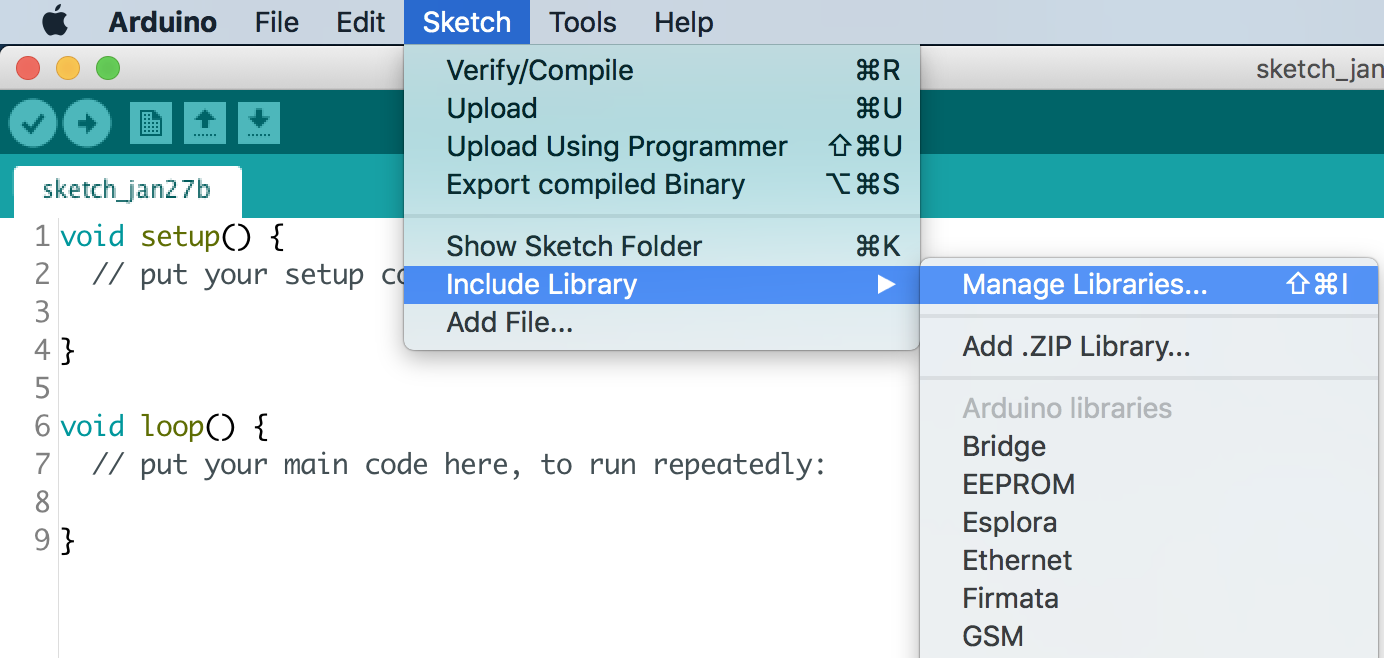 Arduino File Edit Sketch Tools Help
sketch_jan
Verify/Compile ⌘R
Upload ⌘U
Upload Using Programmer ⇧⌘U
Export compiled Binary ⌥⌘S
Show Sketch Folder ⌘K
Include Library ▶
Add File...
Manage Libraries... ⇧⌘I
Add .ZIP Library...
Arduino libraries
Bridge
EEPROM
Esplora
Ethernet
Firmata
GSM
sketch_jan27b
1 void setup() {
2 // put your setup co
3
4 }
5
6 void loop() {
7 // put your main code here, to run repeatedly:
8
9 }